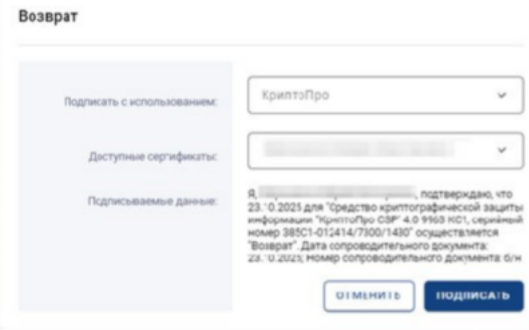 Возврат
Подписать с использованием:
КриптоПро
Доступные сертификаты:
Подписываемые данные:
Я, подтверждаю, что
23.10.2025 для "Средство криптографической защиты
информации "КриптоПро CSP" 4.0 9963 КС1, серийный
номер 385C1-012414/7300/1430" осуществляется
"Возврат". Дата сопроводительного документа:
23.10.2025; Номер сопроводительного документа: б/н
ОТМЕНИТЬ
ПОДПИСАТЬ